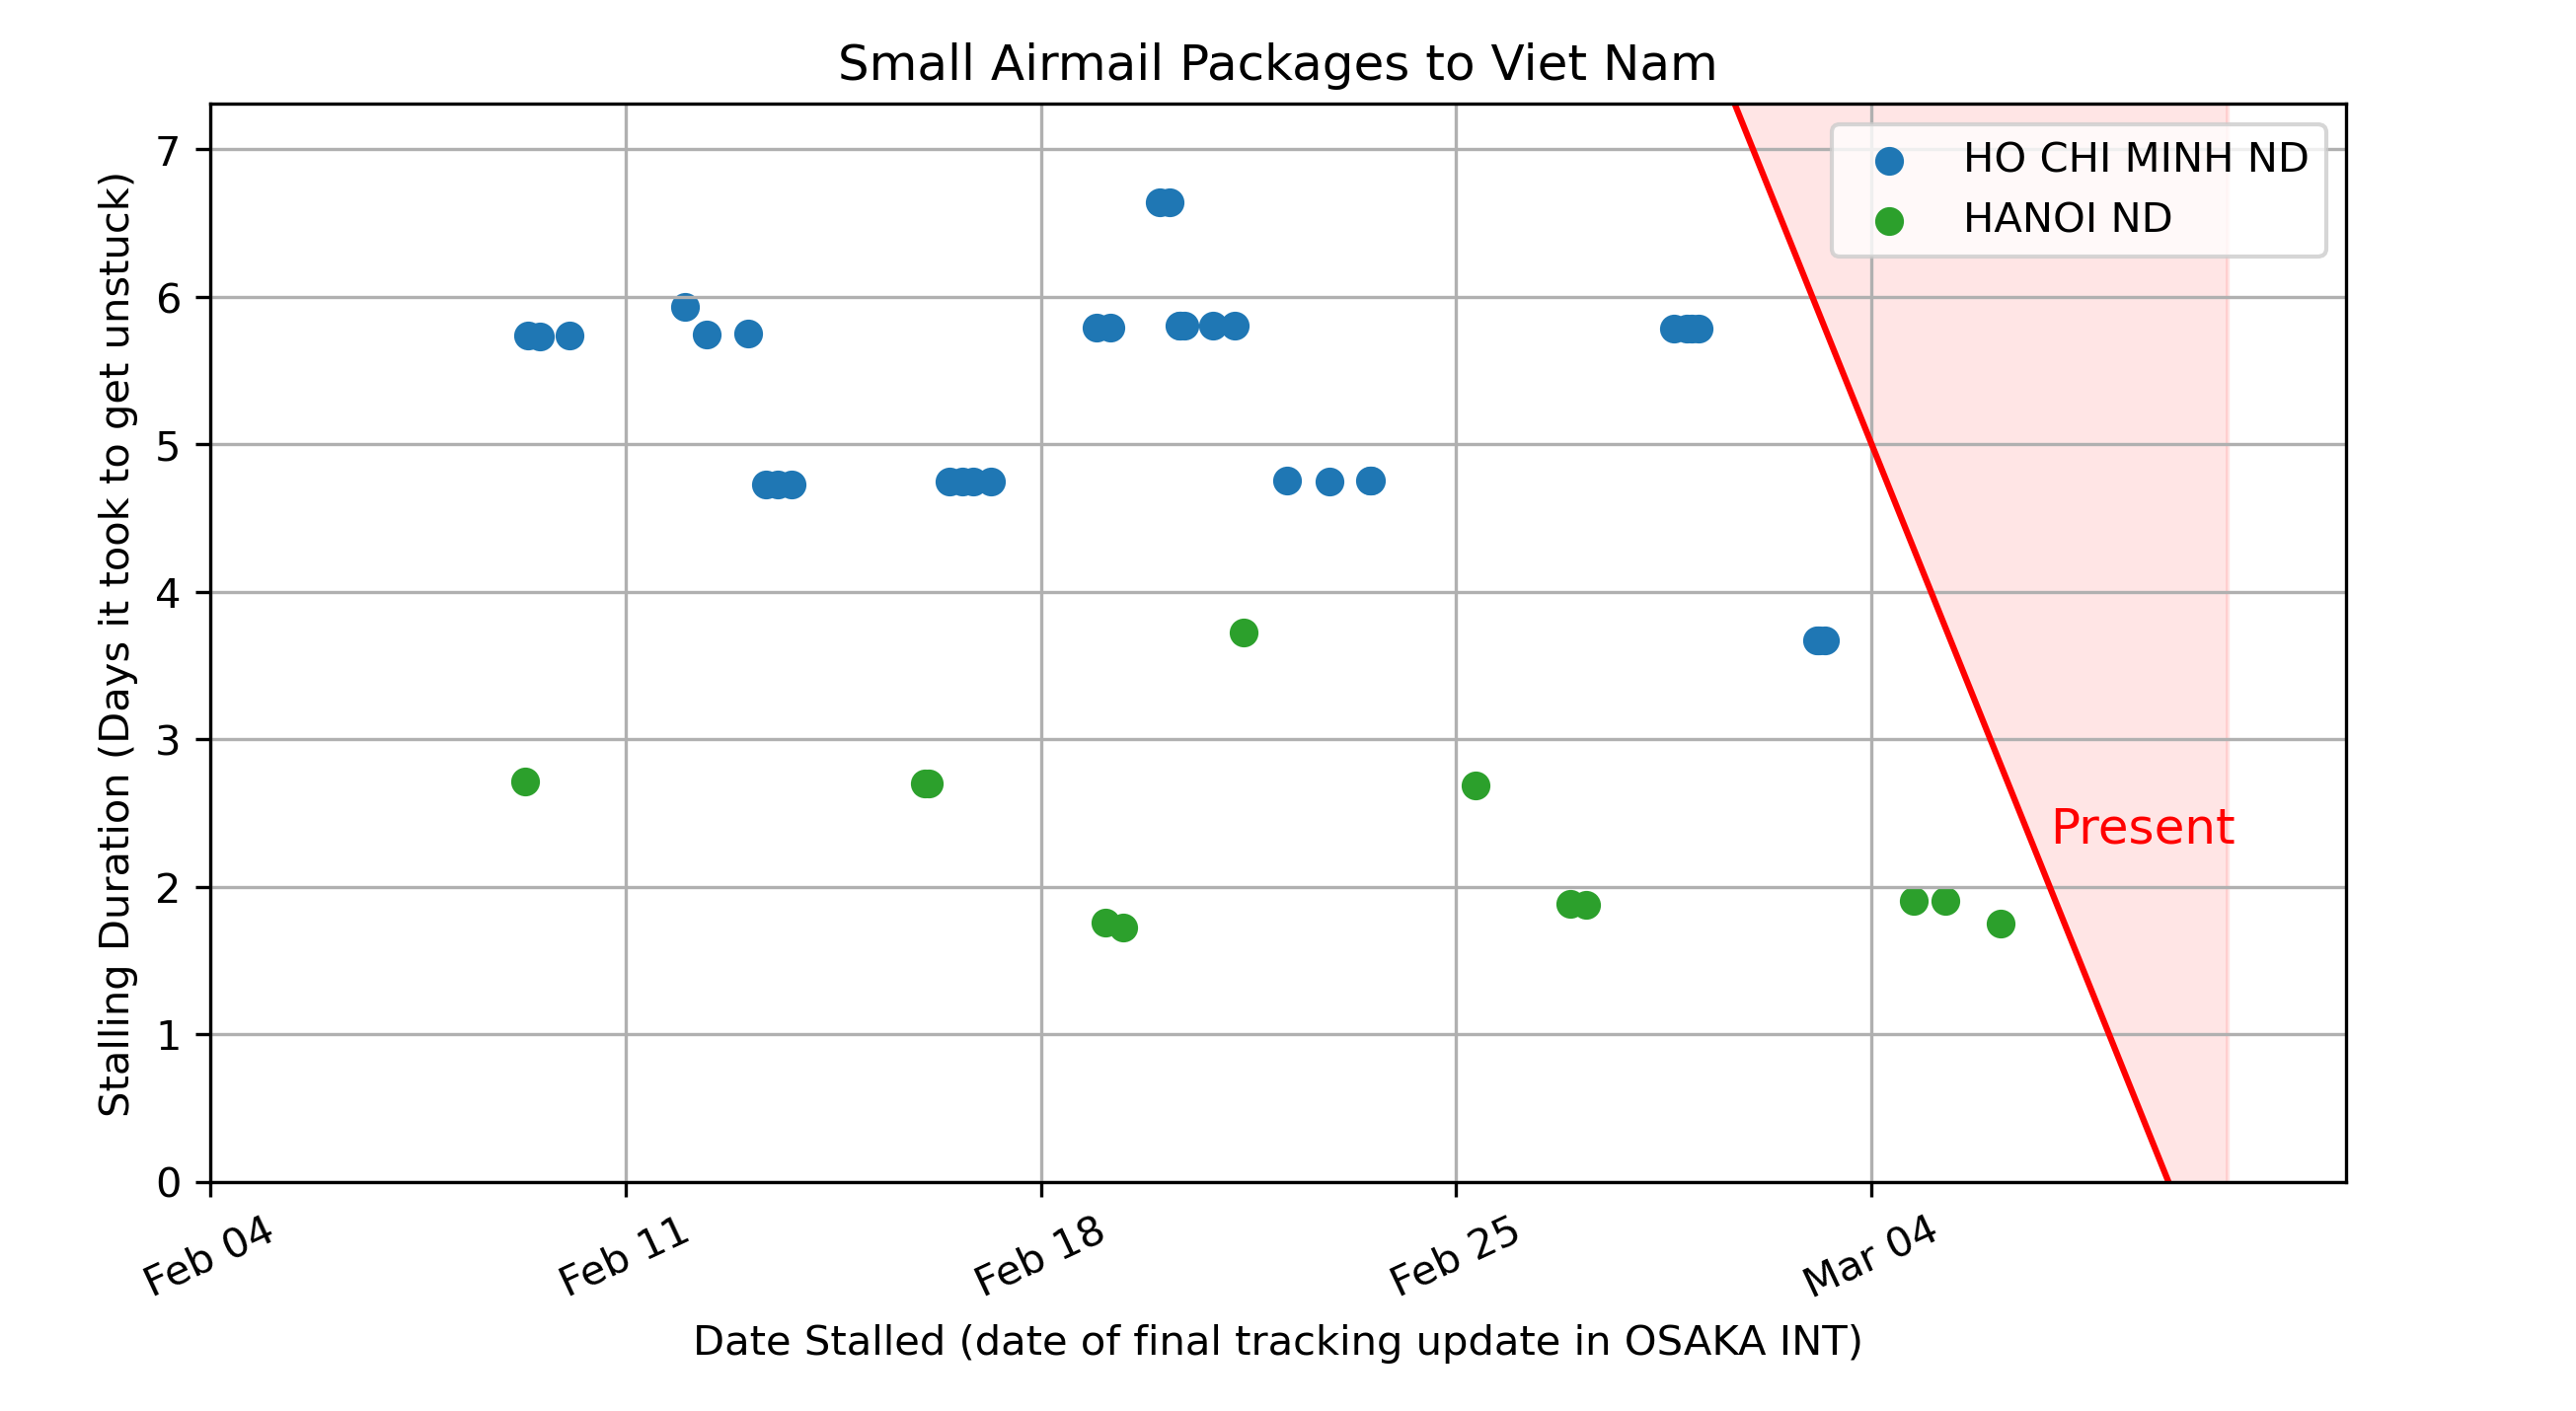 Small Airmail Packages to Viet Nam
Stalling Duration (Days it took to get unstuck)
7
6
5
4
3
2
1
0
HO CHI MINH ND
HANOI ND
Present
Feb 04
Feb 11
Feb 18
Feb 25
Mar 04
Date Stalled (date of final tracking update in OSAKA INT)